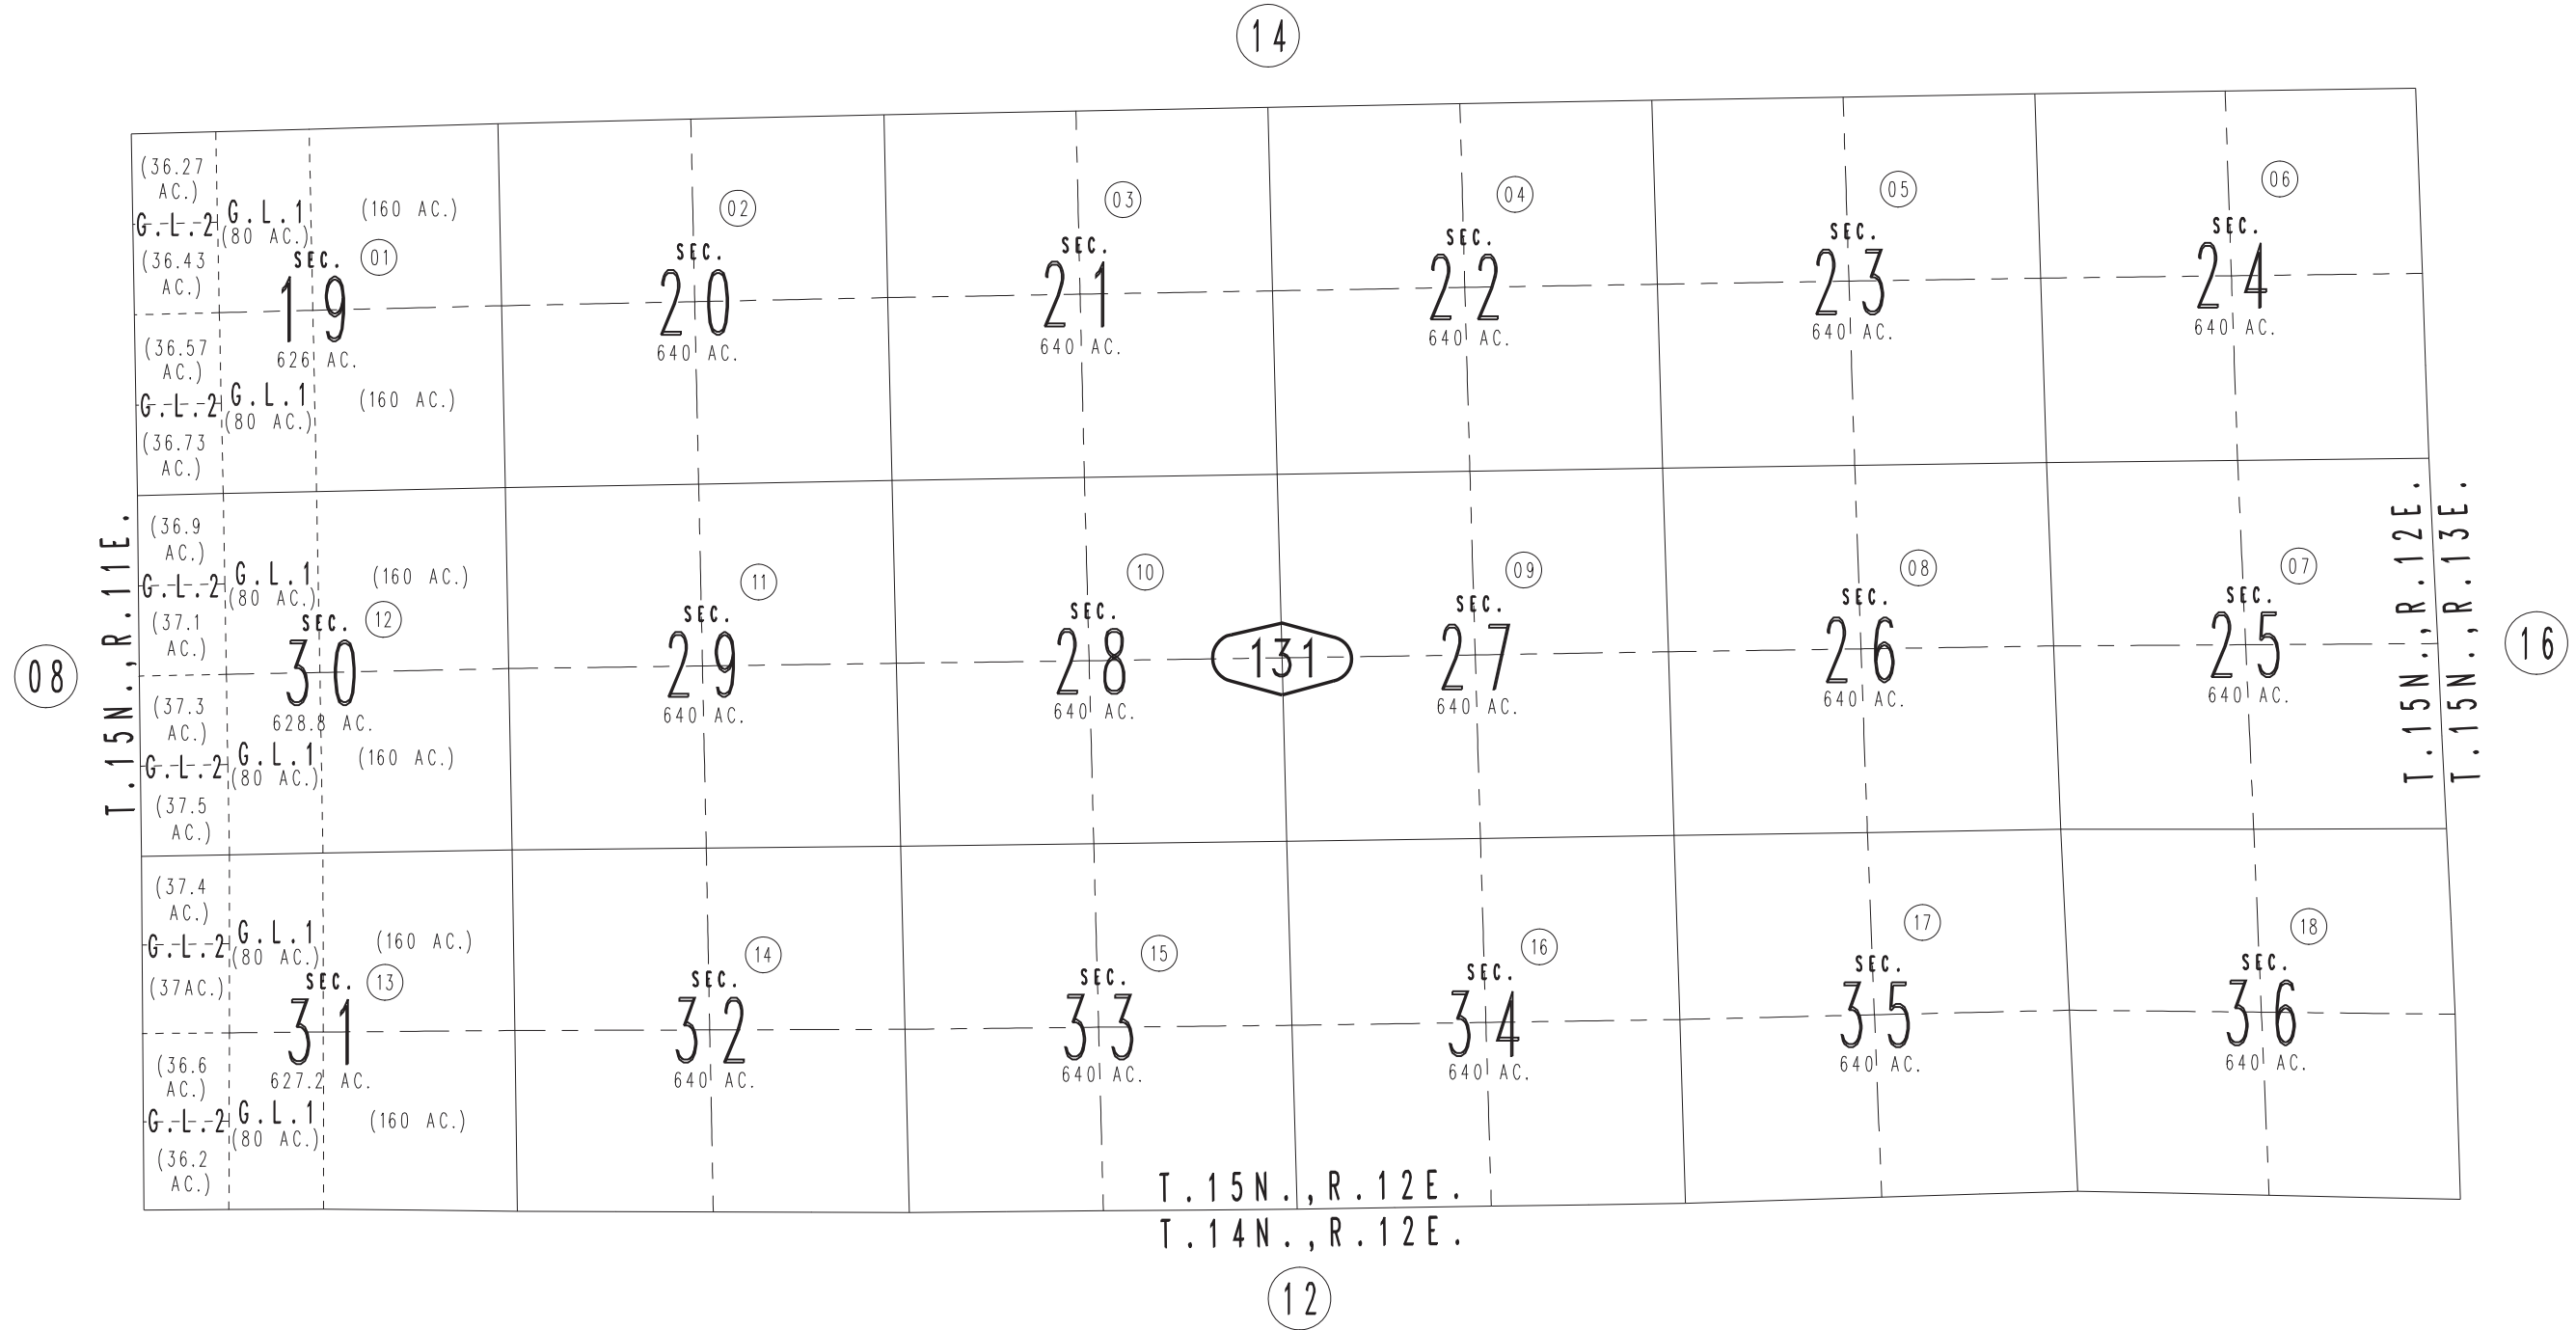 14
(36.27
AC.)
G.L.2
G.L.1
(80 AC.)
(160 AC.)
(36.43
AC.)
SEC.
01
19
626 AC.
(36.57
AC.)
G.L.2
G.L.1
(80 AC.)
(160 AC.)
(36.73
AC.)
02
SEC.
20
640 AC.
03
SEC.
21
640 AC.
04
SEC.
22
640 AC.
05
SEC.
23
640 AC.
06
SEC.
24
640 AC.
T.15N.,R.11E.
08
(36.9
AC.)
G.L.2
G.L.1
(80 AC.)
(160 AC.)
(37.1
AC.)
SEC.
12
30
628.8 AC.
(37.3
AC.)
G.L.2
G.L.1
(80 AC.)
(160 AC.)
(37.5
AC.)
11
SEC.
29
640 AC.
10
SEC.
28
640 AC.
131
09
SEC.
27
640 AC.
08
SEC.
26
640 AC.
07
SEC.
25
640 AC.
T.15N.,R.12E.
T.15N.,R.13E.
16
(37.4
AC.)
G.L.2
G.L.1
(80 AC.)
(160 AC.)
(37AC.)
SEC.
13
31
627.2 AC.
(36.6
AC.)
G.L.2
G.L.1
(80 AC.)
(160 AC.)
(36.2
AC.)
14
SEC.
32
640 AC.
15
SEC.
33
640 AC.
16
SEC.
34
640 AC.
17
SEC.
35
640 AC.
18
SEC.
36
640 AC.
T.15N.,R.12E.
T.14N.,R.12E.
12